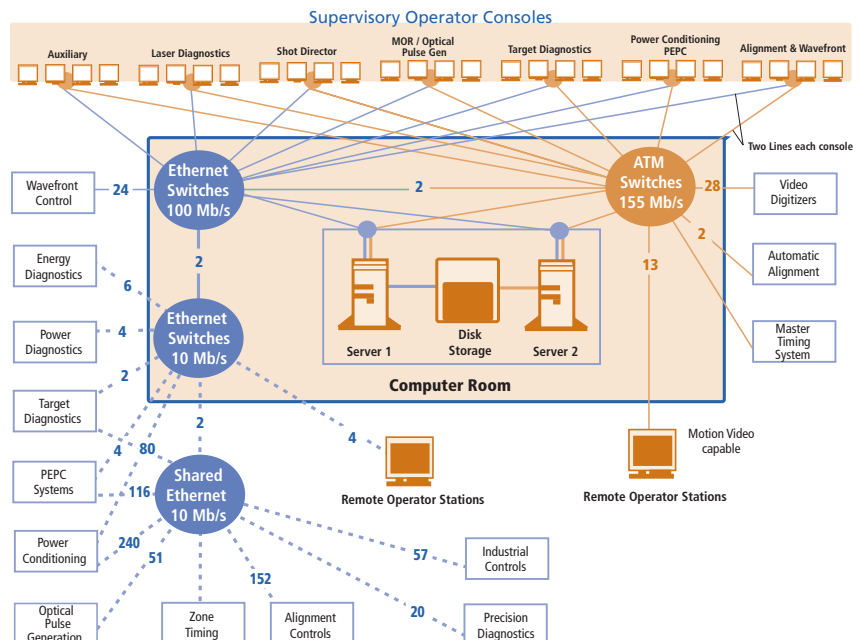 Supervisory Operator Consoles
Auxiliary
Laser Diagnostics
Shot Director
MOR / Optical
Pulse Gen
Target Diagnostics
Power Conditioning
PEPC
Alignment & Wavefront
Two Lines each console
Ethernet
Switches
100 Mb/s
ATM
Switches
155 Mb/s
Wavefront
Control
24
2
28
Video
Digitizers
2
Automatic
Alignment
13
Master
Timing
System
Energy
Diagnostics
6
2
Ethernet
Switches
10 Mb/s
Power
Diagnostics
4
Server 1
Disk
Storage
Server 2
Computer Room
Target
Diagnostics
2
2
4
Motion Video
capable
Remote Operator Stations
Remote Operator Stations
PEPC
Systems
4
80
116
Shared
Ethernet
10 Mb/s
Power
Conditioning
240
51
152
57
Industrial
Controls
20
Optical
Pulse
Generation
Zone
Timing
Alignment
Controls
Precision
Diagnostics